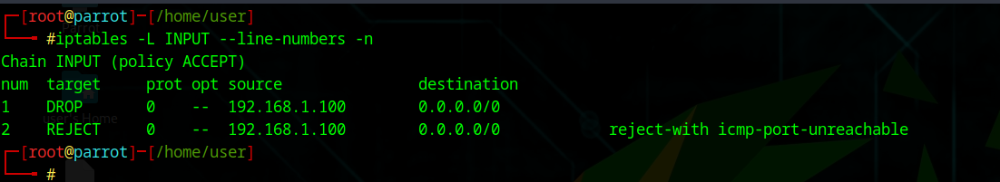 ┌─[root@parrot]─[/home/user]
└──╼ #iptables -L INPUT --line-numbers -n
Chain INPUT (policy ACCEPT)
num  target     prot opt source               destination
1    DROP       0    --  192.168.1.100        0.0.0.0/0
2    REJECT     0    --  192.168.1.100        0.0.0.0/0            reject-with icmp-port-unreachable
user's Home
┌─[root@parrot]─[/home/user]
└──╼ #